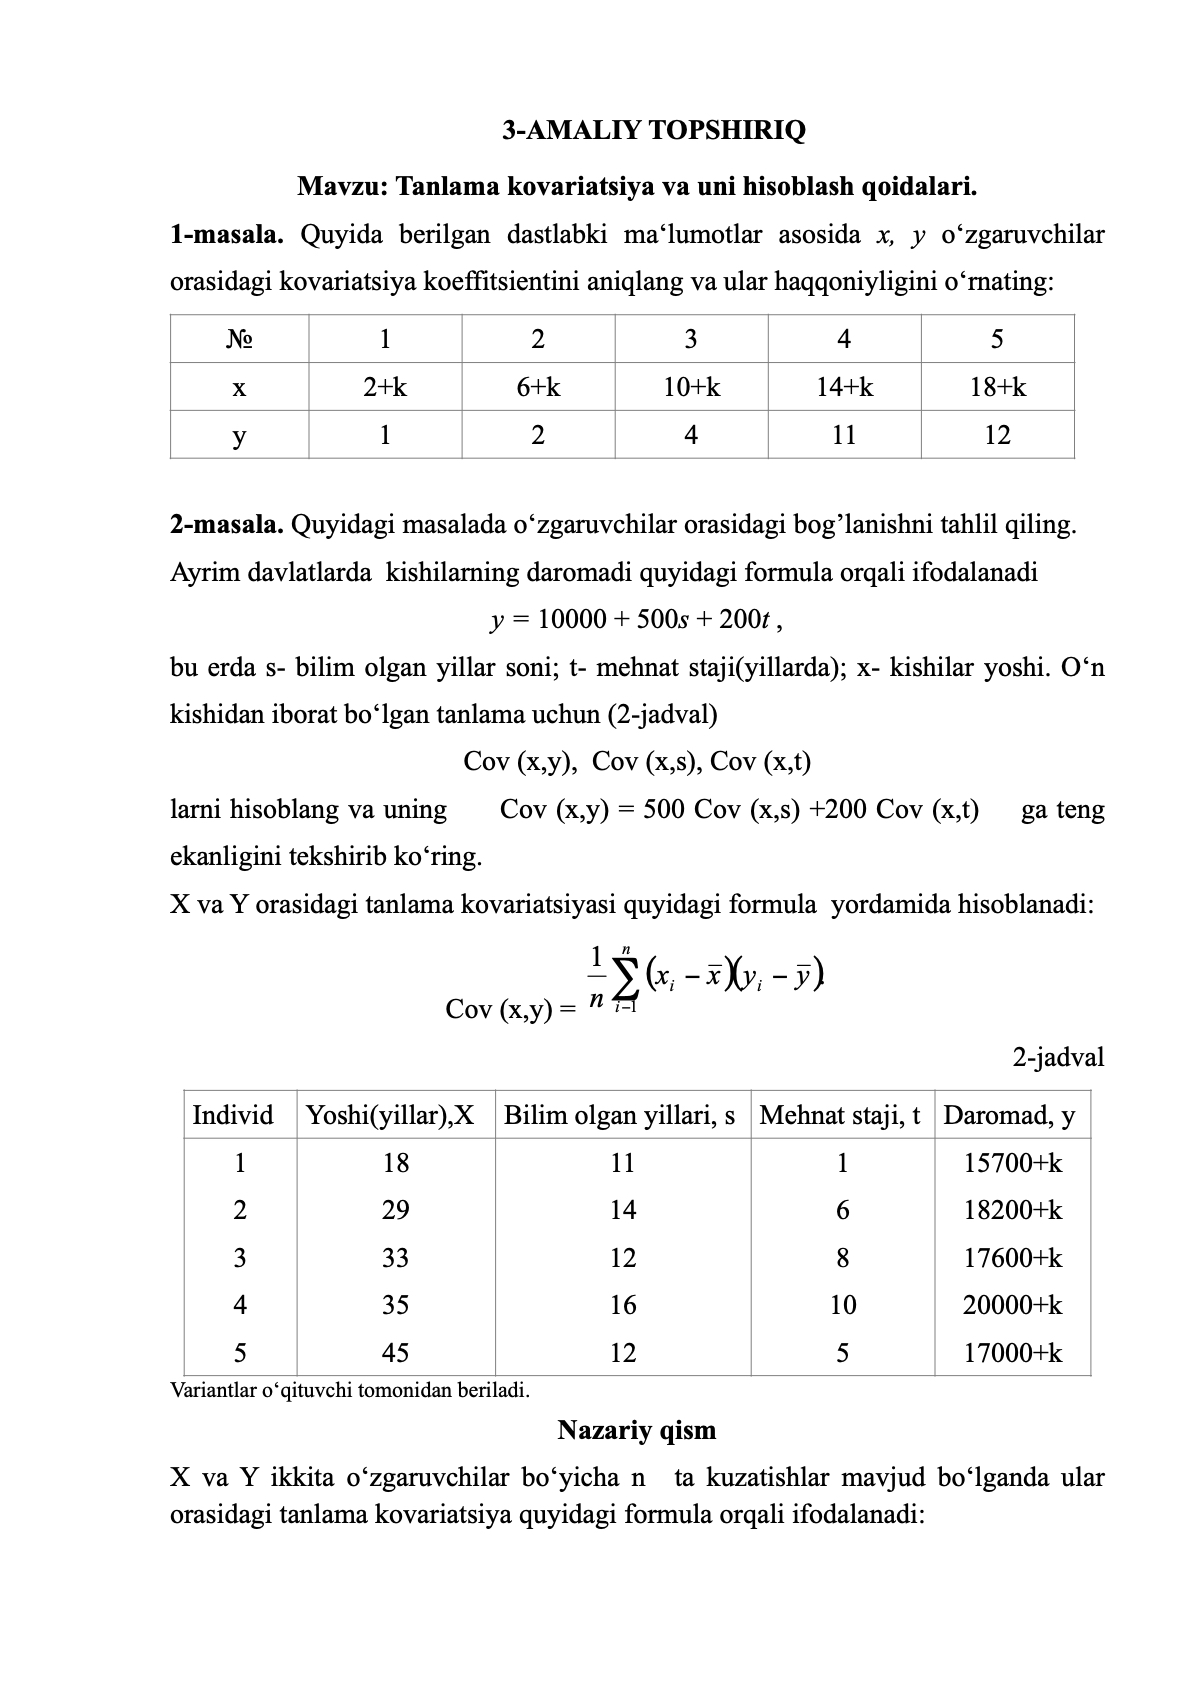 3-AMALIY TOPSHIRIQ
Mavzu: Tanlama kovariatsiya va uni hisoblash qoidalari.
1-masala. Quyida berilgan dastlabki ma‘lumotlar asosida x, y o‘zgaruvchilar
orasidagi kovariatsiya koeffitsientini aniqlang va ular haqqoniyligini o‘rnating:
№ 1 2 3 4 5
x 2+k 6+k 10+k 14+k 18+k
y 1 2 4 11 12
2-masala. Quyidagi masalada o‘zgaruvchilar orasidagi bog’lanishni tahlil qiling.
Ayrim davlatlarda kishilarning daromadi quyidagi formula orqali ifodalanadi
y = 10000 + 500s + 200t ,
bu erda s- bilim olgan yillar soni; t- mehnat staji(yillarda); x- kishilar yoshi. O‘n
kishidan iborat bo‘lgan tanlama uchun (2-jadval)
Cov (x,y), Cov (x,s), Cov (x,t)
larni hisoblang va uning Cov (x,y) = 500 Cov (x,s) +200 Cov (x,t) ga teng
ekanligini tekshirib ko‘ring.
X va Y orasidagi tanlama kovariatsiyasi quyidagi formula yordamida hisoblanadi:
Cov (x,y) = 1/n ∑_{i–1}^{n} (x_i – x̄)(y_i – ȳ)
2-jadval
Individ Yoshi(yillar),X Bilim olgan yillari, s Mehnat staji, t Daromad, y
1 18 11 1 15700+k
2 29 14 6 18200+k
3 33 12 8 17600+k
4 35 16 10 20000+k
5 45 12 5 17000+k
Variantlar o‘qituvchi tomonidan beriladi.
Nazariy qism
X va Y ikkita o‘zgaruvchilar bo‘yicha n ta kuzatishlar mavjud bo‘lganda ular
orasidagi tanlama kovariatsiya quyidagi formula orqali ifodalanadi: